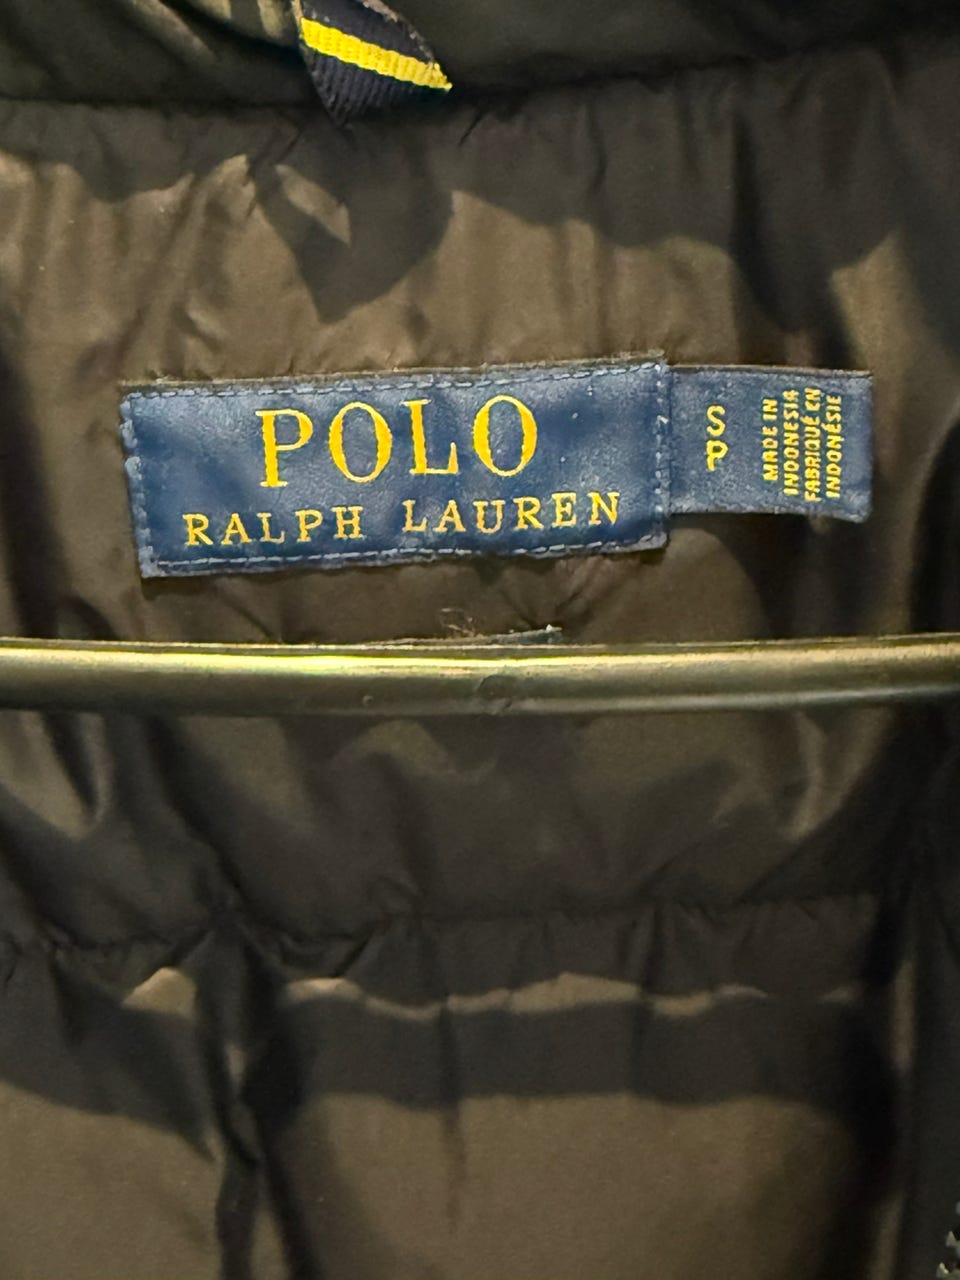 POLO
RALPH LAUREN
S
P
MADE IN
INDONESIA
FABRIQUÉ EN
INDONÉSIE